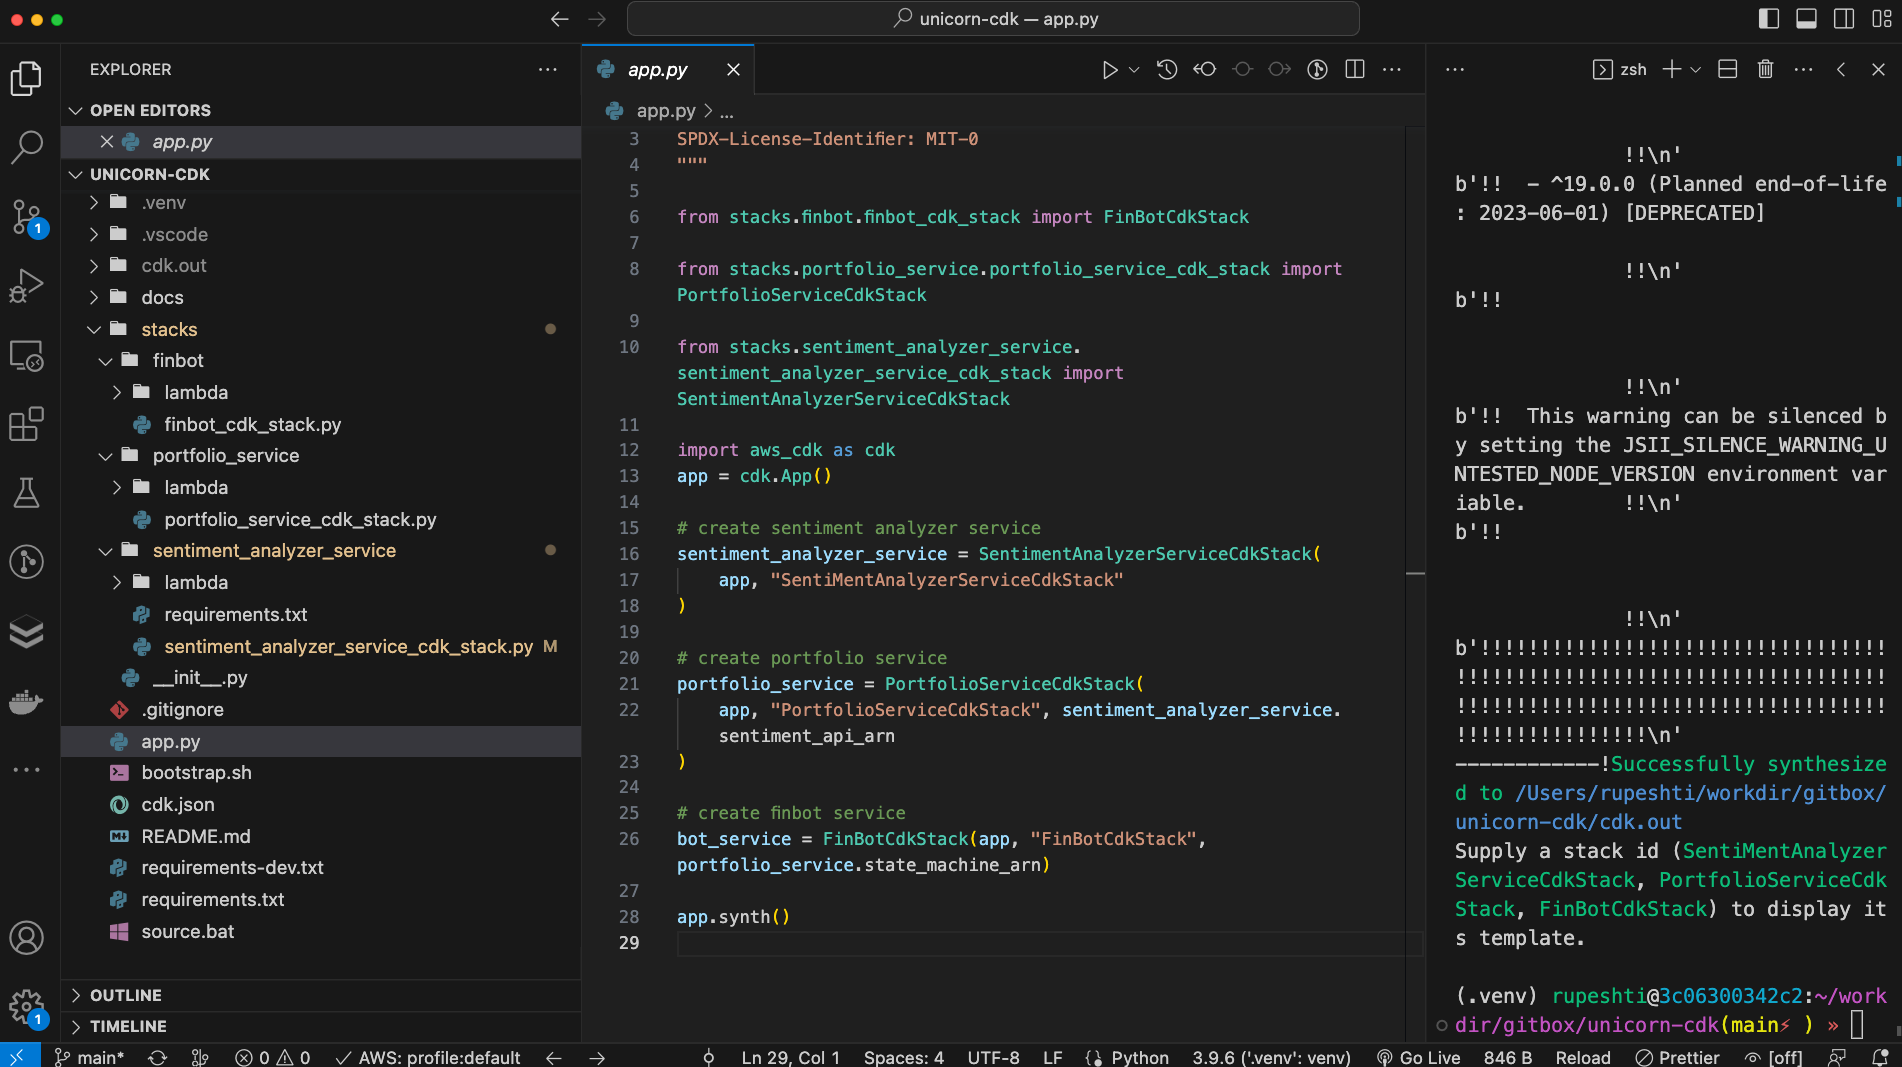 unicorn-cdk — app.py
EXPLORER
OPEN EDITORS
app.py
UNICORN-CDK
.venv
.vscode
cdk.out
docs
stacks
finbot
lambda
finbot_cdk_stack.py
portfolio_service
lambda
portfolio_service_cdk_stack.py
sentiment_analyzer_service
lambda
requirements.txt
sentiment_analyzer_service_cdk_stack.py M
__init__.py
.gitignore
app.py
bootstrap.sh
cdk.json
README.md
requirements-dev.txt
requirements.txt
source.bat
OUTLINE
TIMELINE
1
1
app.py
app.py > ...
3 SPDX-License-Identifier: MIT-0
4 """
5
6 from stacks.finbot.finbot_cdk_stack import FinBotCdkStack
7
8 from stacks.portfolio_service.portfolio_service_cdk_stack import
PortfolioServiceCdkStack
9
10 from stacks.sentiment_analyzer_service.
sentiment_analyzer_service_cdk_stack import
SentimentAnalyzerServiceCdkStack
11
12 import aws_cdk as cdk
13 app = cdk.App()
14
15 # create sentiment analyzer service
16 sentiment_analyzer_service = SentimentAnalyzerServiceCdkStack(
17 app, "SentiMentAnalyzerServiceCdkStack"
18 )
19
20 # create portfolio service
21 portfolio_service = PortfolioServiceCdkStack(
22 app, "PortfolioServiceCdkStack", sentiment_analyzer_service.
sentiment_api_arn
23 )
24
25 # create finbot service
26 bot_service = FinBotCdkStack(app, "FinBotCdkStack",
portfolio_service.state_machine_arn)
27
28 app.synth()
29
zsh
!!\n'
b'!!  - ^19.0.0 (Planned end-of-life
: 2023-06-01) [DEPRECATED]
!!\n'
b'!!
!!\n'
b'!!  This warning can be silenced b
y setting the JSII_SILENCE_WARNING_U
NTESTED_NODE_VERSION environment var
iable. !!\n'
b'!!
!!\n'
b'!!!!!!!!!!!!!!!!!!!!!!!!!!!!!!!!!!
!!!!!!!!!!!!!!!!!!!!!!!!!!!!!!!!!!!!
!!!!!!!!!!!!!!!!!!!!!!!!!!!!!!!!!!!!
!!!!!!!!!!!!!!!!\n'
------------!Successfully synthesize
d to /Users/rupeshti/workdir/gitbox/
unicorn-cdk/cdk.out
Supply a stack id (SentiMentAnalyzer
ServiceCdkStack, PortfolioServiceCdk
Stack, FinBotCdkStack) to display it
s template.
(.venv) rupeshti@3c06300342c2:~/work
dir/gitbox/unicorn-cdk(main⚡ ) »
main* 0 0 AWS: profile:default Ln 29, Col 1 Spaces: 4 UTF-8 LF Python 3.9.6 ('.venv': venv) Go Live 846 B Reload Prettier [off]